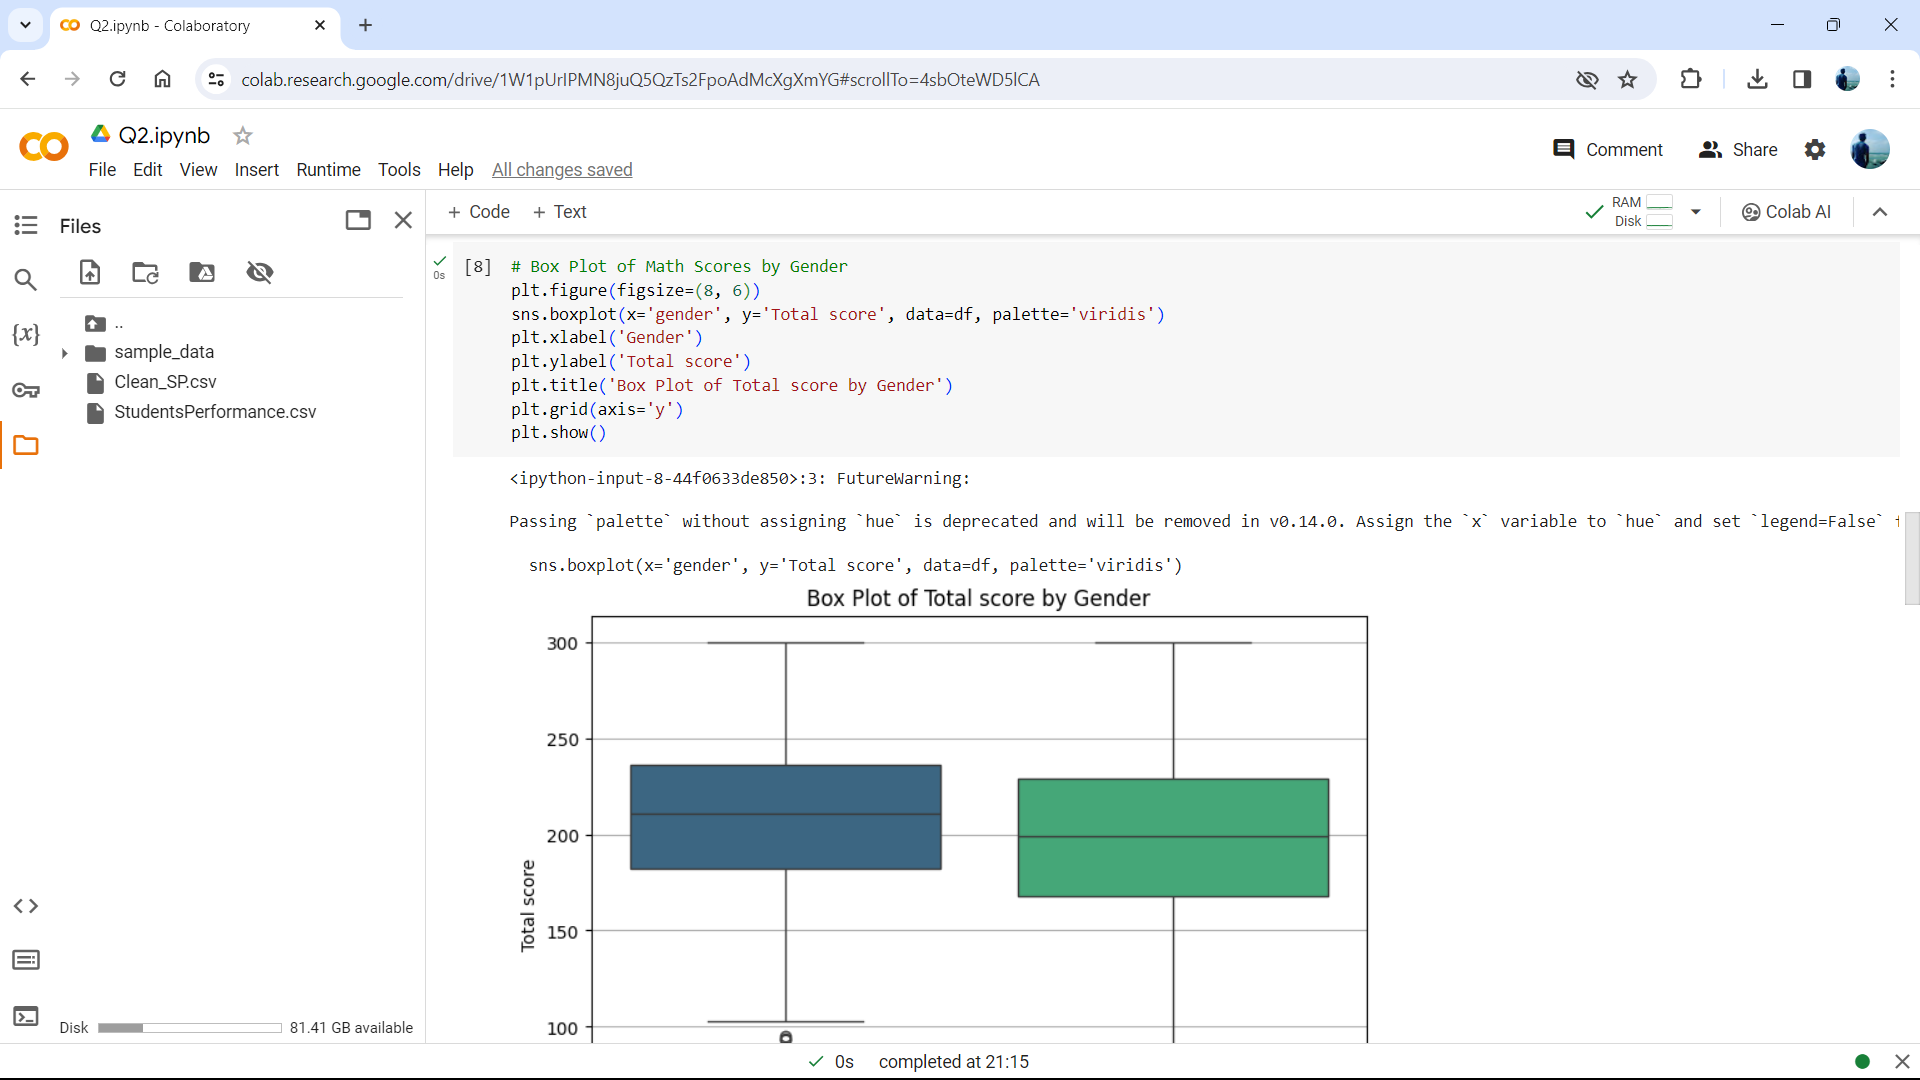 Q2.ipynb - Colaboratory
colab.research.google.com/drive/1W1pUrIPMN8juQ5QzTs2FpoAdMcXgXmYG#scrollTo=4sbOteWD5lCA
Q2.ipynb
File Edit View Insert Runtime Tools Help All changes saved
Comment Share
Files
+ Code + Text
RAM
Disk
Colab AI
..
sample_data
Clean_SP.csv
StudentsPerformance.csv
{x}
Disk 81.41 GB available
0s
[8] # Box Plot of Math Scores by Gender
plt.figure(figsize=(8, 6))
sns.boxplot(x='gender', y='Total score', data=df, palette='viridis')
plt.xlabel('Gender')
plt.ylabel('Total score')
plt.title('Box Plot of Total score by Gender')
plt.grid(axis='y')
plt.show()
<ipython-input-8-44f0633de850>:3: FutureWarning:
Passing `palette` without assigning `hue` is deprecated and will be removed in v0.14.0. Assign the `x` variable to `hue` and set `legend=False`
sns.boxplot(x='gender', y='Total score', data=df, palette='viridis')
Box Plot of Total score by Gender
300
250
200
150
100
Total score
0s completed at 21:15